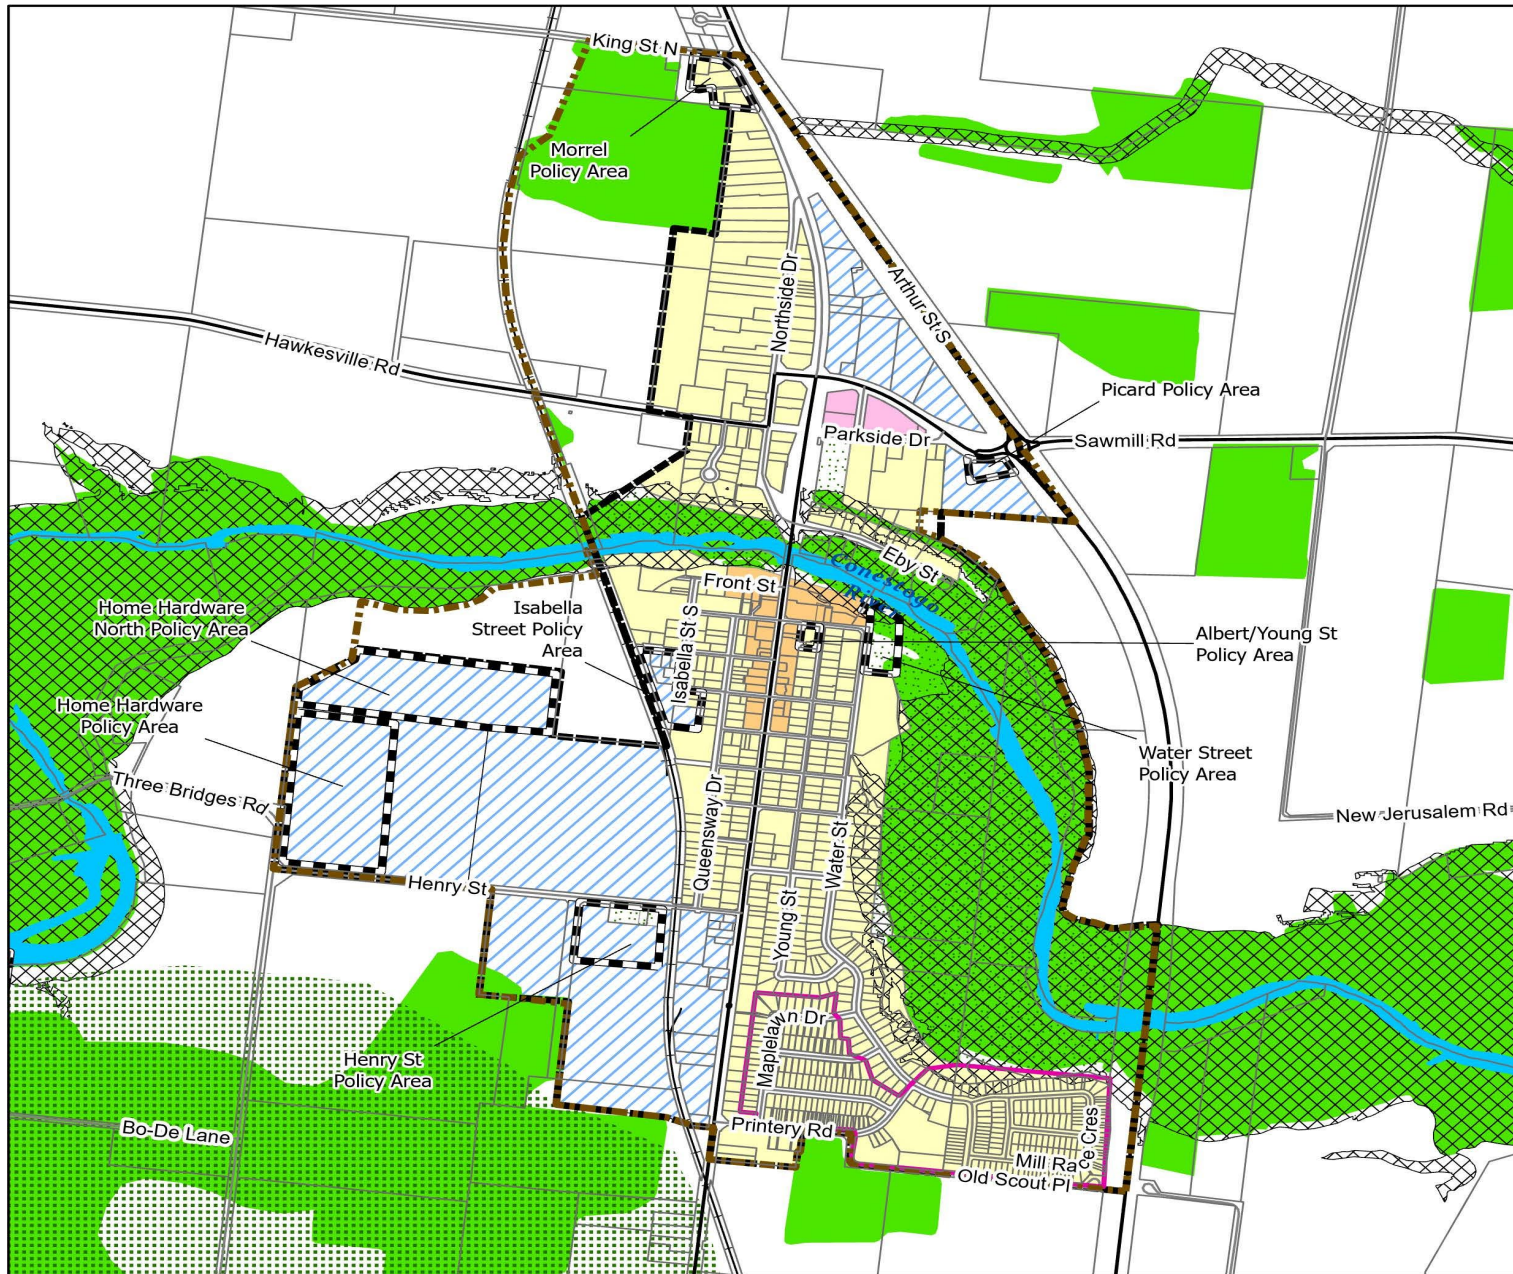 King St N
Morrel
Policy Area
Northside Dr
Arthur St S
Hawkesville Rd
Picard Policy Area
Parkside Dr
Sawmill Rd
Eby St
Conestogo
River
Front St
Home Hardware
North Policy Area
Isabella
Street Policy
Area
Isabella St S
Albert/Young St
Policy Area
Home Hardware
Policy Area
Water Street
Policy Area
Three Bridges Rd
New Jerusalem Rd
Queensway Dr
Water St
Henry St
Young St
Maplelawn Dr
Henry St
Policy Area
Printery Rd
Bo-De Lane
Mill Race Cres
Old Scout Pl